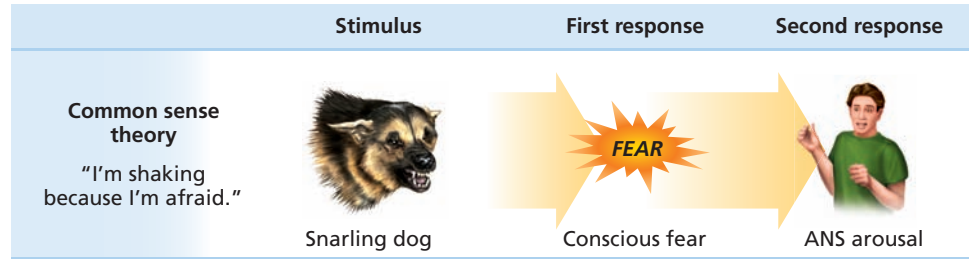 Stimulus First response Second response
Common sense
theory
"I'm shaking
because I'm afraid."
FEAR
Snarling dog Conscious fear ANS arousal